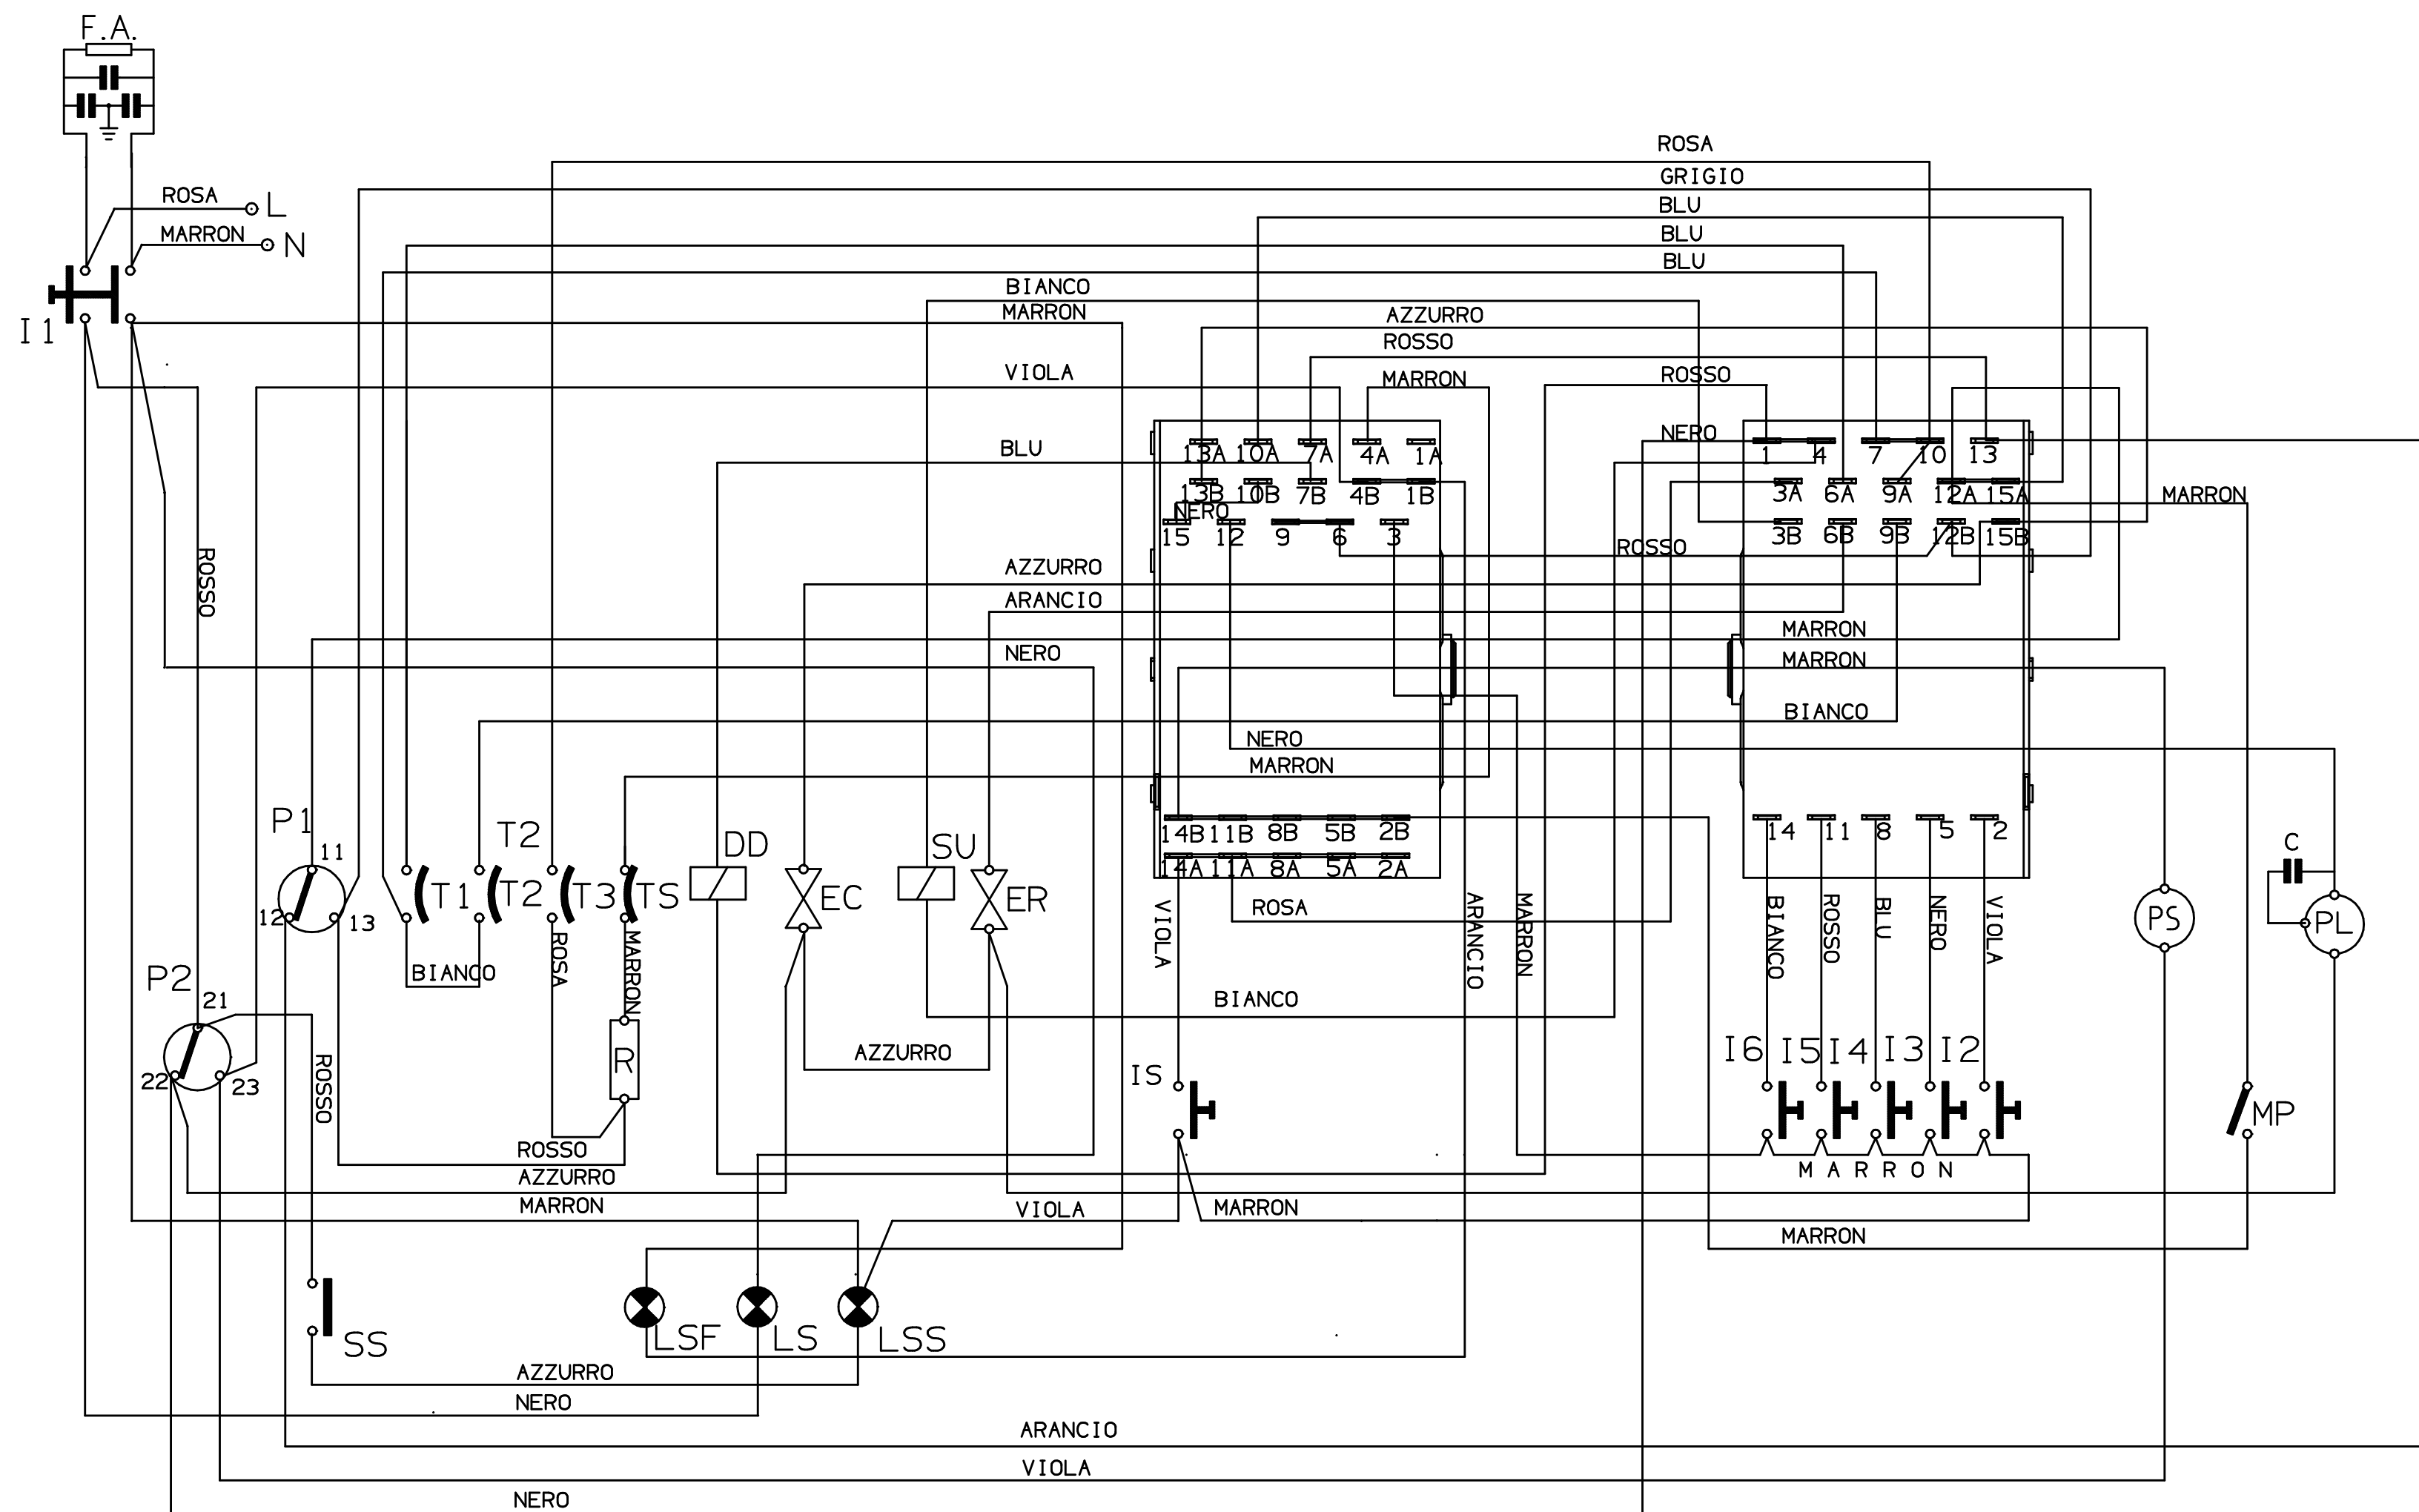 F.A.
ROSA
ROSA
L
GRIGIO
MARRON
N
BLU
BLU
BLU
I1
BIANCO
MARRON
AZZURRO
ROSSO
VIOLA
MARRON
ROSSO
BLU
NERO
13A 10A 7A 4A 1A
1 4 7 10 13
13B 10B 7B 4B 1B
3A 6A 9A 12A 15A
MARRON
NERO
15 12 9 6 3
3B 6B 9B 12B 15B
ROSSO
ROSSO
AZZURRO
ARANCIO
MARRON
NERO
MARRON
BIANCO
NERO
MARRON
P1
11
12
13
T2
T1
T2
T3
TS
DD
EC
SU
ER
14B 11B 8B 5B 2B
14A 11A 8A 5A 2A
14 11 8 5 2
C
PS
PL
ROSA
VIOLA
ARANCIO
MARRON
BIANCO
ROSSO
BLU
NERO
VIOLA
BIANCO
ROSA
MARRON
P2
21
22
23
BIANCO
R
AZZURRO
ROSSO
I6 I5 I4 I3 I2
IS
MP
ROSSO
AZZURRO
MARRON
MARRON
VIOLA
MARRON
MARRON
SS
LSF
LS
LSS
AZZURRO
NERO
ARANCIO
VIOLA
NERO